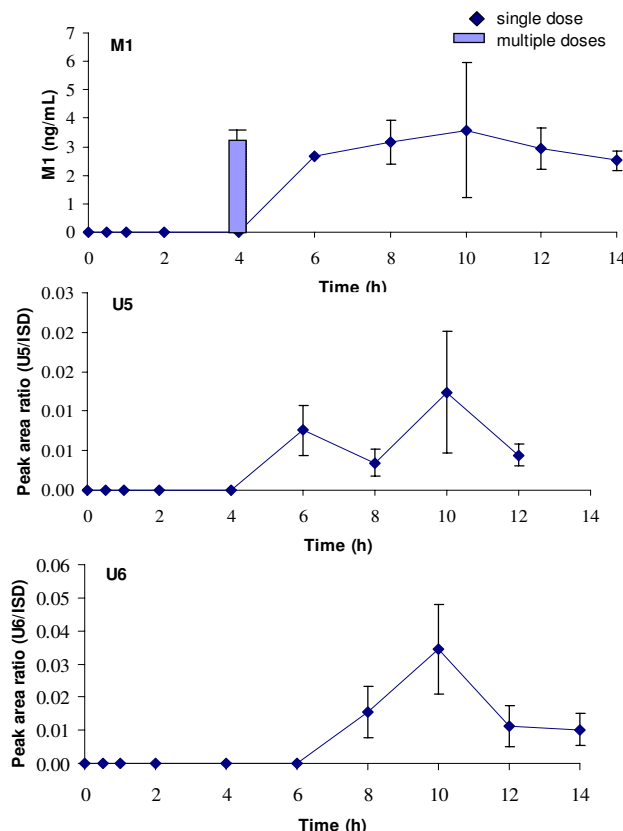 single dose
multiple doses
M1
M1 (ng/mL)
7
6
5
4
3
2
1
0
0 2 4 6 8 10 12 14
Time (h)
U5
Peak area ratio (U5/ISD)
0.03
0.02
0.02
0.01
0.01
0.00
0 2 4 6 8 10 12 14
Time (h)
U6
Peak area ratio (U6/ISD)
0.06
0.05
0.04
0.03
0.02
0.01
0.00
0 2 4 6 8 10 12 14
Time (h)